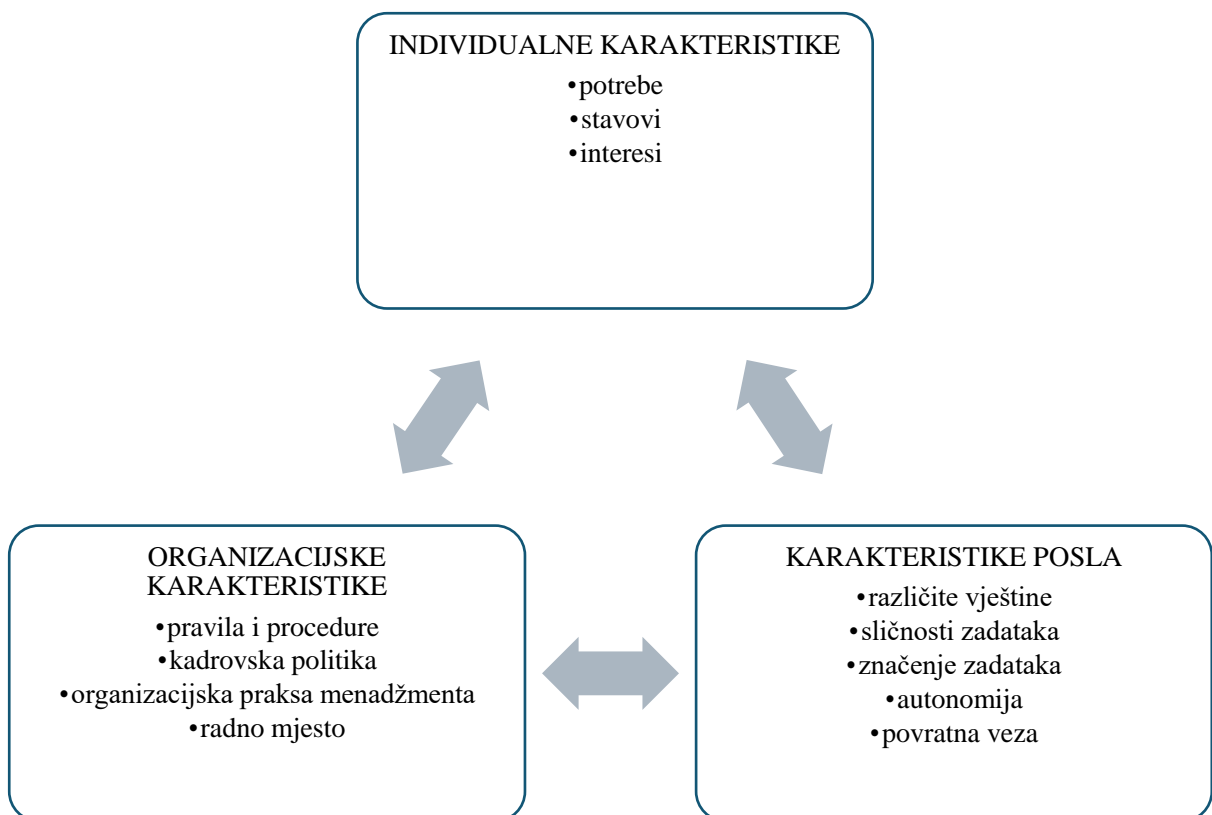 INDIVIDUALNE KARAKTERISTIKE
•potrebe
•stavovi
•interesi
ORGANIZACIJSKE
KARAKTERISTIKE
•pravila i procedure
•kadrovska politika
•organizacijska praksa menadžmenta
•radno mjesto
KARAKTERISTIKE POSLA
•različite vještine
•sličnosti zadataka
•značenje zadataka
•autonomija
•povratna veza